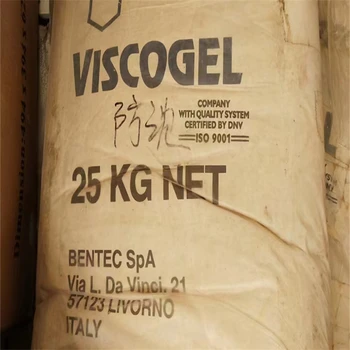 VISCOGEL
COMPANY
WITH QUALITY SYSTEM
CERTIFIED BY DNV
ISO 9001
防沉
25 KG NET
BENTEC SpA
Via L. Da Vinci. 21
57123 LIVORNO
ITALY